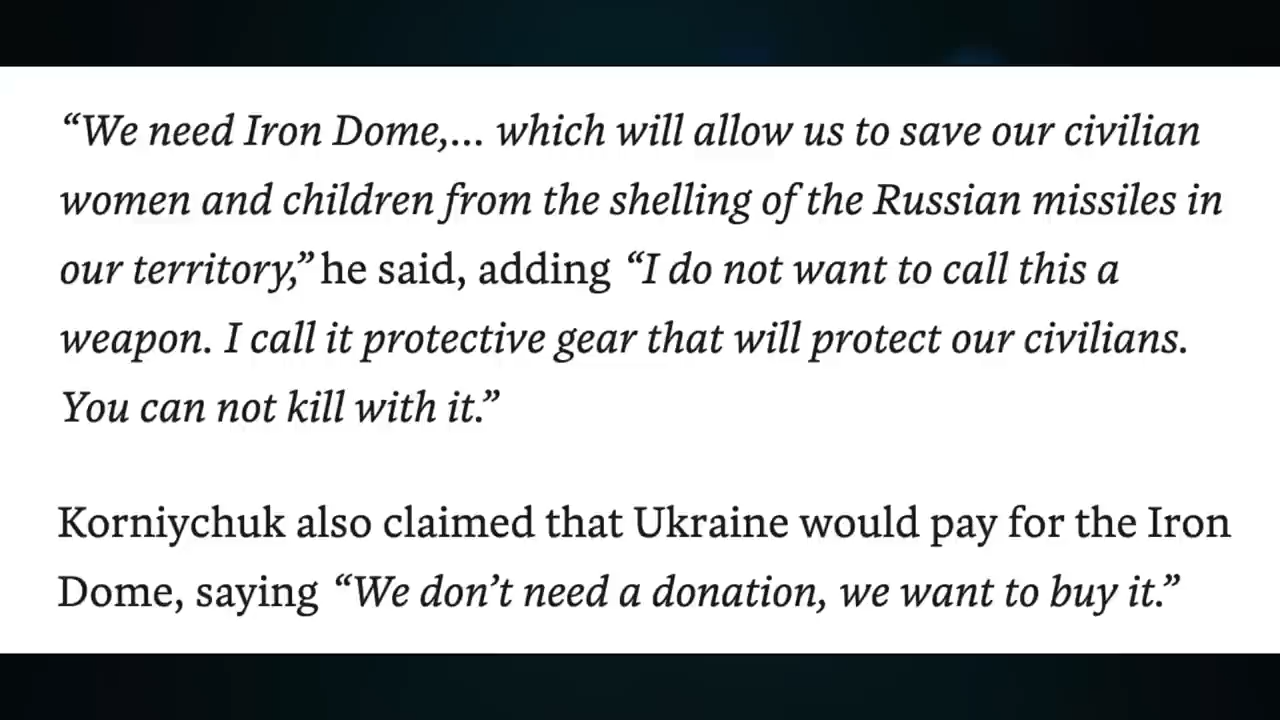 “We need Iron Dome,... which will allow us to save our civilian
women and children from the shelling of the Russian missiles in
our territory,” he said, adding “I do not want to call this a
weapon. I call it protective gear that will protect our civilians.
You can not kill with it.”
Korniychuk also claimed that Ukraine would pay for the Iron
Dome, saying “We don’t need a donation, we want to buy it.”